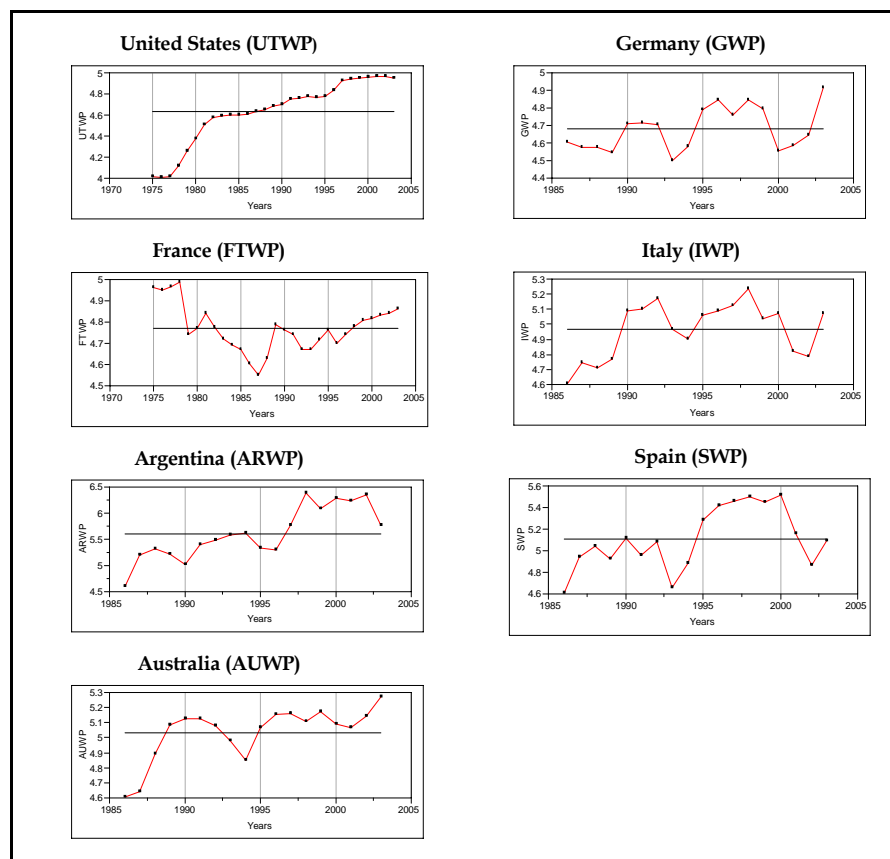 United States (UTWP)
5
4.6
4.4
4.2
4
UTWP
1970 1975 1980 1985 1990 1995 2000 2005
Years
Germany (GWP)
5
4.9
4.8
4.7
4.6
4.5
4.4
GWP
1985 1990 1995 2000 2005
Years
France (FTWP)
5
4.9
4.8
4.7
4.6
4.5
FTWP
1970 1975 1980 1985 1990 1995 2000 2005
Years
Italy (IWP)
5.3
5.2
5.1
5
4.9
4.8
4.7
4.6
IWP
1985 1990 1995 2000 2005
Years
Argentina (ARWP)
6.5
6
5.5
5
4.5
ARWP
1985 1990 1995 2000 2005
Years
Spain (SWP)
5.6
5.4
5.2
5
4.8
4.6
SWP
1985 1990 1995 2000 2005
Years
Australia (AUWP)
5.3
5.2
5.1
5
4.9
4.8
4.7
4.6
AUWP
1985 1990 1995 2000 2005
Years